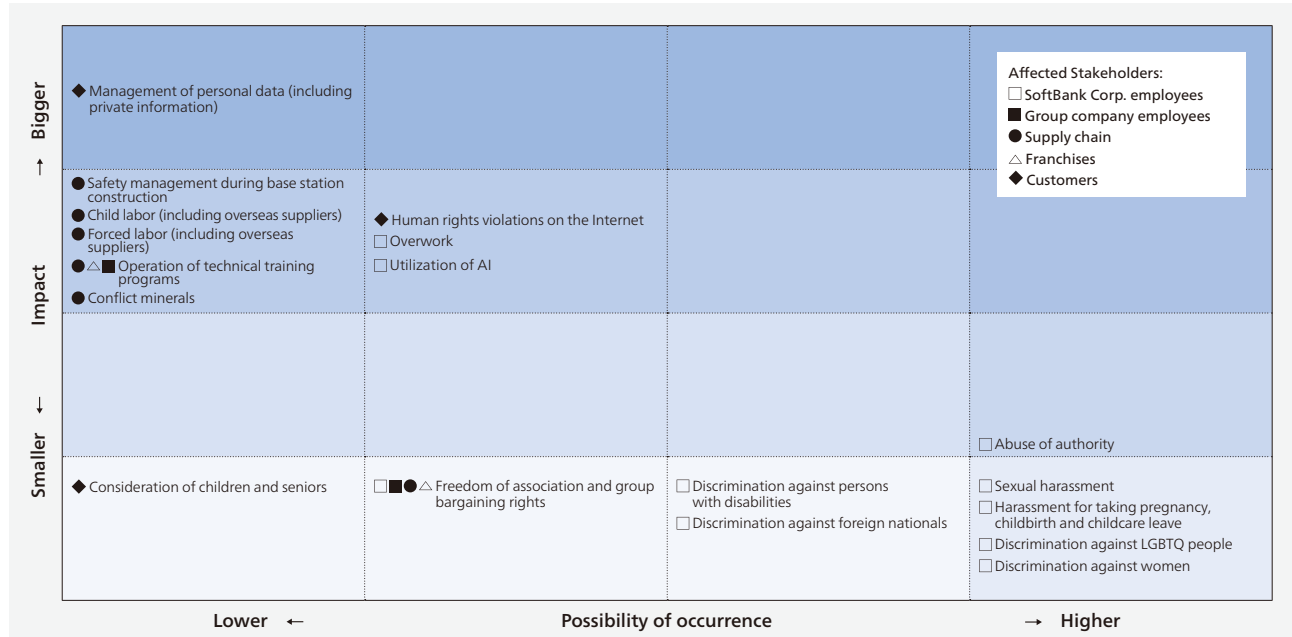 Bigger
Impact
Smaller
◆ Management of personal data (including
private information)
● Safety management during base station
construction
● Child labor (including overseas suppliers)
● Forced labor (including overseas
suppliers)
●△■ Operation of technical training
programs
● Conflict minerals
◆ Human rights violations on the Internet
□ Overwork
□ Utilization of AI
Affected Stakeholders:
□ SoftBank Corp. employees
■ Group company employees
● Supply chain
△ Franchises
◆ Customers
□ Abuse of authority
◆ Consideration of children and seniors
□■●△ Freedom of association and group
bargaining rights
□ Discrimination against persons
with disabilities
□ Discrimination against foreign nationals
□ Sexual harassment
□ Harassment for taking pregnancy,
childbirth and childcare leave
□ Discrimination against LGBTQ people
□ Discrimination against women
Lower ← Possibility of occurrence → Higher